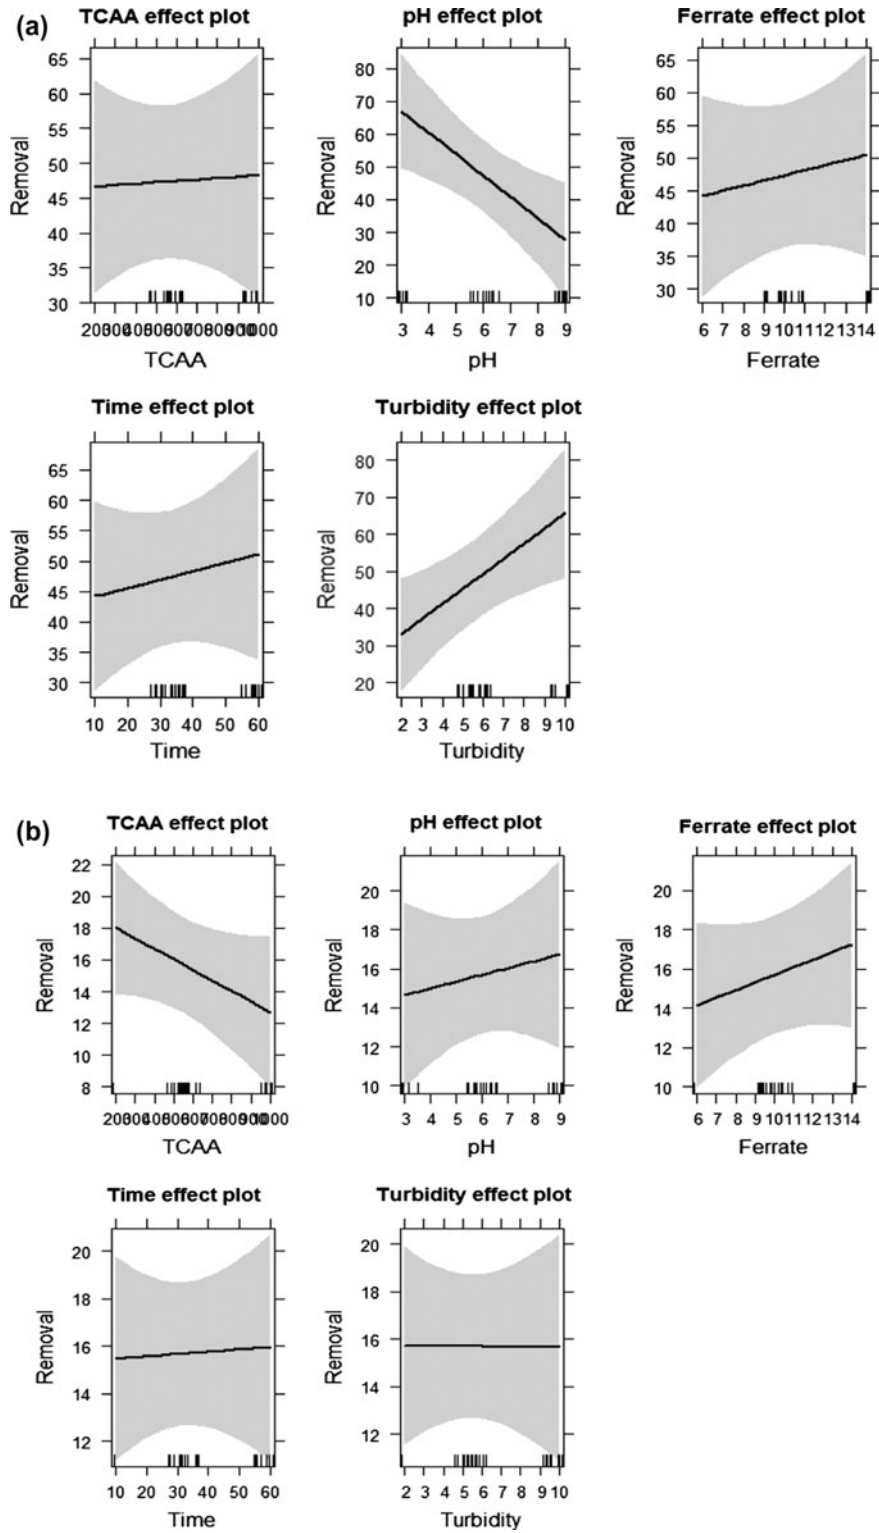 (a)
TCAA effect plot
pH effect plot
Ferrate effect plot
Removal
65
60
55
50
45
40
35
30
2003004005006007008009001000
TCAA
Removal
80
70
60
50
40
30
20
10
3 4 5 6 7 8 9
pH
Removal
65
60
55
50
45
40
35
30
6 7 8 9 10 11 12 13 14
Ferrate
Time effect plot
Turbidity effect plot
Removal
65
60
55
50
45
40
35
30
10 20 30 40 50 60
Time
Removal
80
70
60
50
40
30
20
2 3 4 5 6 7 8 9 10
Turbidity
(b)
TCAA effect plot
pH effect plot
Ferrate effect plot
Removal
22
20
18
16
14
12
10
8
2003004005006007008009001000
TCAA
Removal
20
18
16
14
12
10
3 4 5 6 7 8 9
pH
Removal
20
18
16
14
12
10
6 7 8 9 10 11 12 13 14
Ferrate
Time effect plot
Turbidity effect plot
Removal
20
18
16
14
12
10 20 30 40 50 60
Time
Removal
20
18
16
14
12
2 3 4 5 6 7 8 9 10
Turbidity